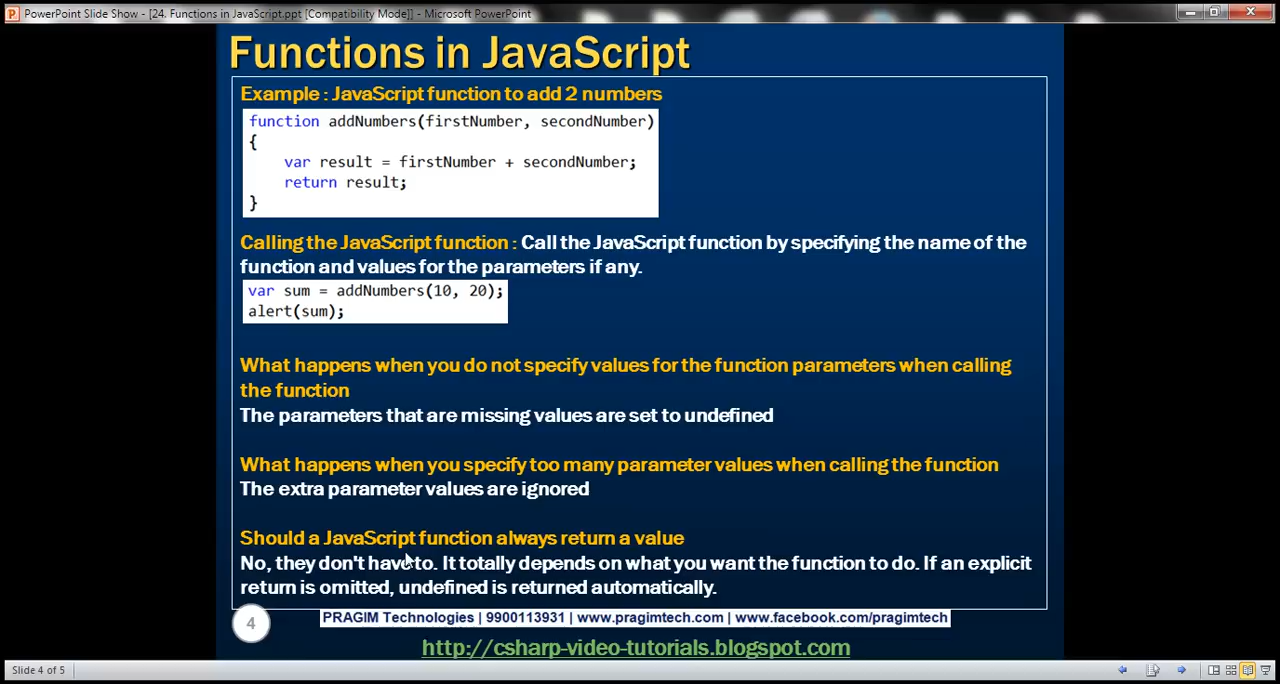 PowerPoint Slide Show - [24. Functions in JavaScript.ppt [Compatibility Mode]] - Microsoft PowerPoint
Functions in JavaScript
Example : JavaScript function to add 2 numbers
function addNumbers(firstNumber, secondNumber)
{
var result = firstNumber + secondNumber;
return result;
}
Calling the JavaScript function : Call the JavaScript function by specifying the name of the
function and values for the parameters if any.
var sum = addNumbers(10, 20);
alert(sum);
What happens when you do not specify values for the function parameters when calling
the function
The parameters that are missing values are set to undefined
What happens when you specify too many parameter values when calling the function
The extra parameter values are ignored
Should a JavaScript function always return a value
No, they don't have to. It totally depends on what you want the function to do. If an explicit
return is omitted, undefined is returned automatically.
4
PRAGIM Technologies | 9900113931 | www.pragimtech.com | www.facebook.com/pragimtech
http://csharp-video-tutorials.blogspot.com
Slide 4 of 5